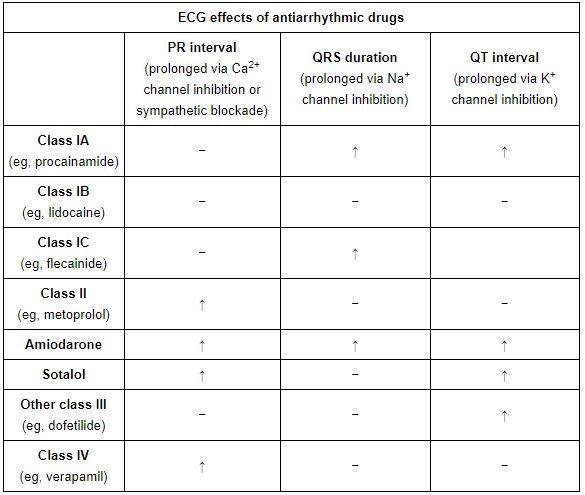 ECG effects of antiarrhythmic drugs
PR interval
(prolonged via Ca²⁺
channel inhibition or
sympathetic blockade)
QRS duration
(prolonged via Na⁺
channel inhibition)
QT interval
(prolonged via K⁺
channel inhibition)
Class IA
(eg, procainamide)
– ↑ ↑
Class IB
(eg, lidocaine)
– – –
Class IC
(eg, flecainide)
– ↑
Class II
(eg, metoprolol)
↑ – –
Amiodarone ↑ ↑ ↑
Sotalol ↑ – ↑
Other class III
(eg, dofetilide)
– – ↑
Class IV
(eg, verapamil)
↑ – –